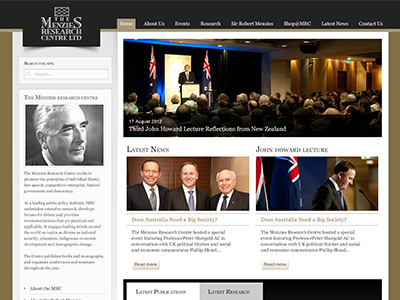 THE
MENZIES
RESEARCH
CENTRE LTD
Home
About Us
Events
Research
Sir Robert Menzies
Shop@MRC
Latest News
Contact Us
Search the site
Search...
The Menzies research centre
The Menzies Research Centre works to
promote the principles of individual liberty,
free speech, competitive enterprise, limited
government and democracy.
As a leading public policy institute, MRC
undertakes extensive research, develops
forums for debate and provides
recommendations that are practical and
applicable. It engages leading minds around
the world on topics as diverse as national
security, education, indigenous economic
development and demographic change.
The Centre publishes books and monographs,
and organises conferences and seminars
throughout the year.
About the MRC
17 August 2012
Third John Howard Lecture Reflections from New Zealand
Latest News
Does Australia Need a Big Society?
The Menzies Research Centre hosted a special
event featuring Professor Peter Shergold AC in
conversation with UK political thinker and
social and economic commentator Phillip Blond...
Read more
John howard lecture
Does Australia Need a Big Society?
The Menzies Research Centre hosted a special
event featuring Professor Peter Shergold AC in
conversation with UK political thinker and social
and economic commentator Phillip Blond...
Read more
Latest Publications
Latest Research